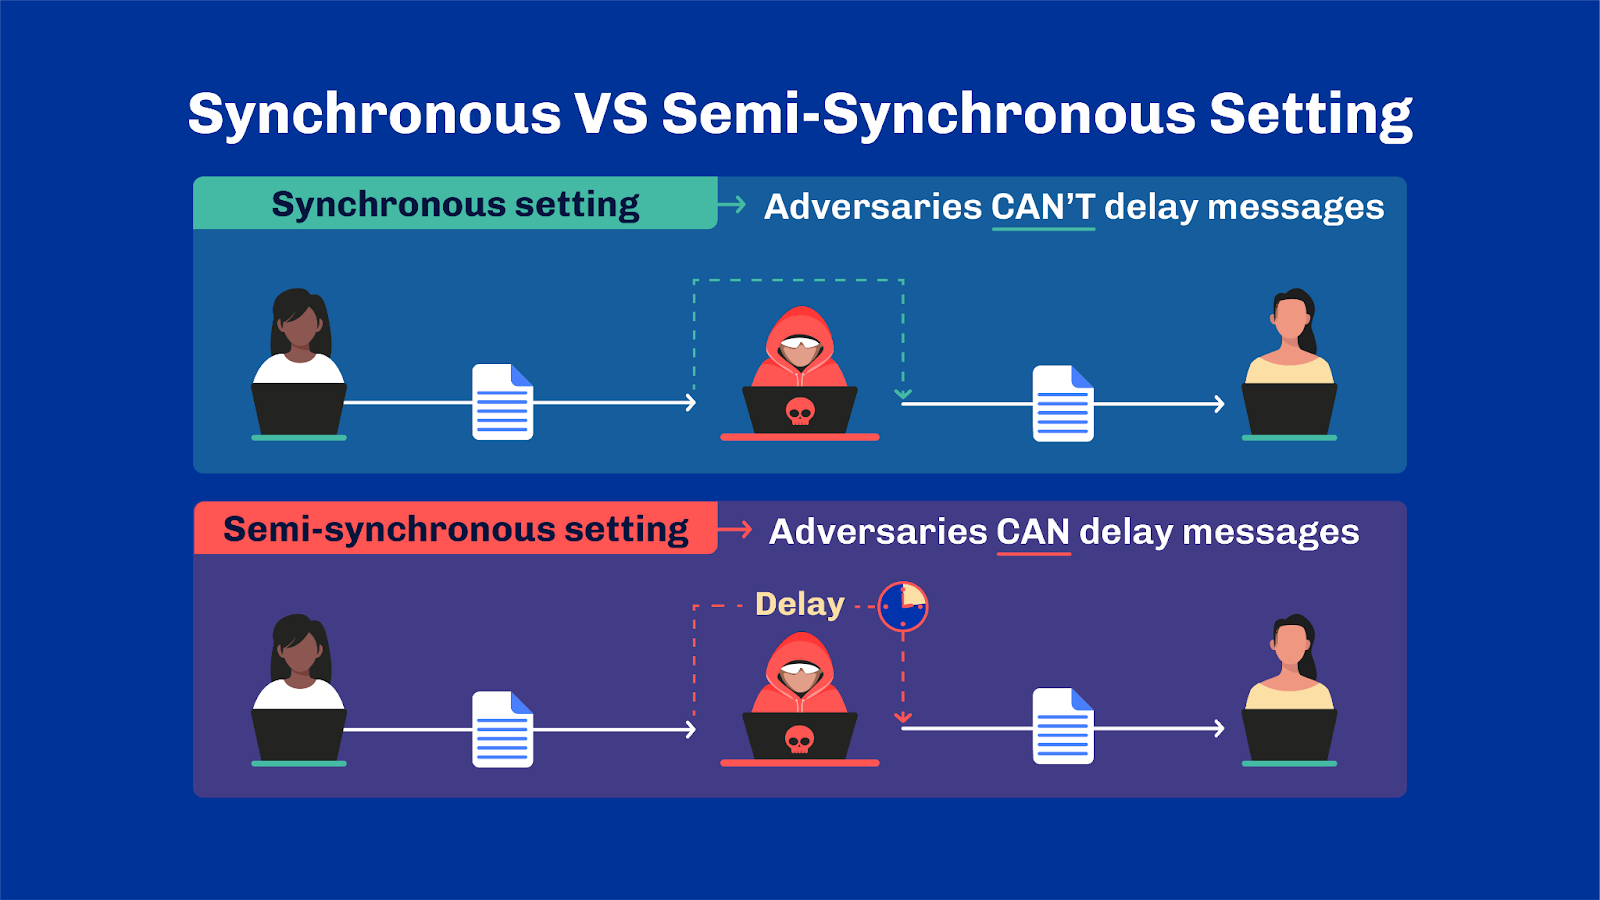 Synchronous VS Semi-Synchronous Setting
Synchronous setting
Adversaries CAN’T delay messages
Semi-synchronous setting
Adversaries CAN delay messages
Delay